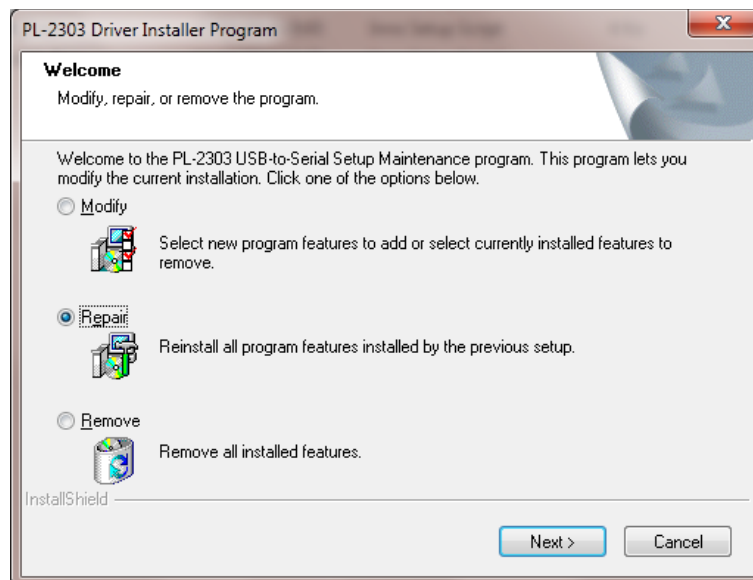 PL-2303 Driver Installer Program
Welcome
Modify, repair, or remove the program.
Welcome to the PL-2303 USB-to-Serial Setup Maintenance program. This program lets you
modify the current installation. Click one of the options below.
Modify
Select new program features to add or select currently installed features to
remove.
Repair
Reinstall all program features installed by the previous setup.
Remove
Remove all installed features.
InstallShield
Next >
Cancel